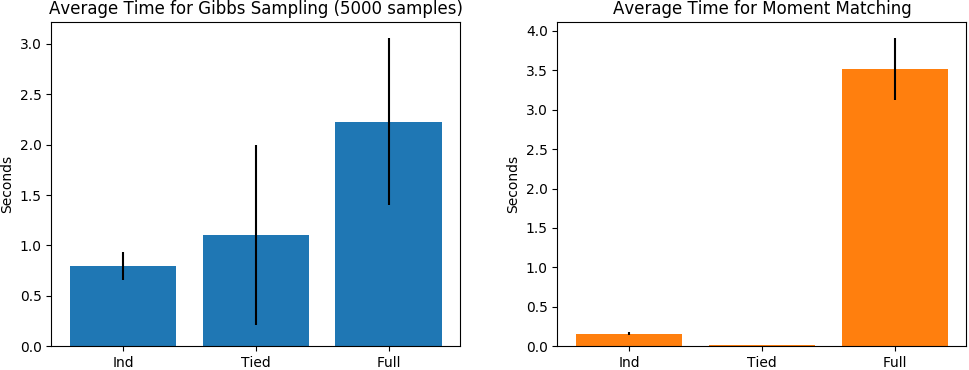 Average Time for Gibbs Sampling (5000 samples)
Seconds
3.0
2.5
2.0
1.5
1.0
0.5
0.0
Ind Tied Full
Average Time for Moment Matching
Seconds
4.0
3.5
3.0
2.5
2.0
1.5
1.0
0.5
0.0
Ind Tied Full